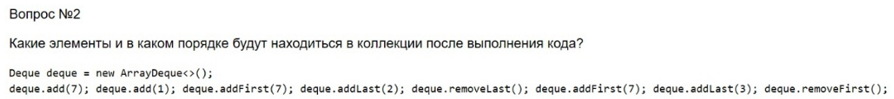 Вопрос №2
Какие элементы и в каком порядке будут находиться в коллекции после выполнения кода?
Deque deque = new ArrayDeque<>();
deque.add(7); deque.add(1); deque.addFirst(7); deque.addLast(2); deque.removeLast(); deque.addFirst(7); deque.addLast(3); deque.removeFirst();